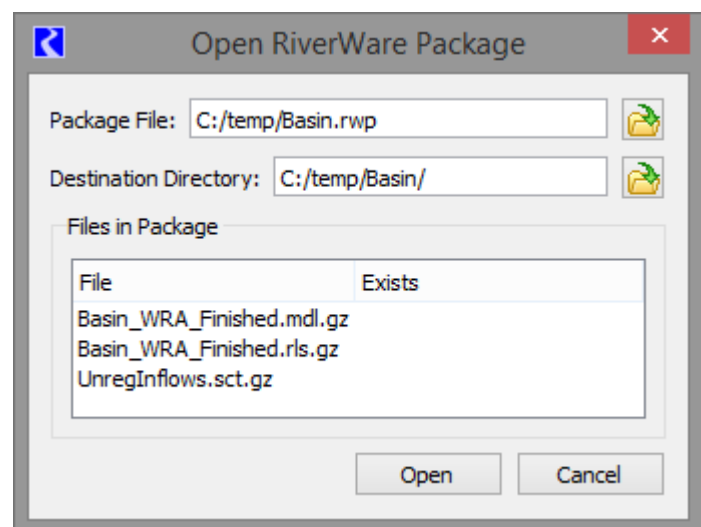 Open RiverWare Package
Package File: C:/temp/Basin.rwp
Destination Directory: C:/temp/Basin/
Files in Package
File Exists
Basin_WRA_Finished.mdl.gz
Basin_WRA_Finished.rls.gz
UnregInflows.sct.gz
Open Cancel